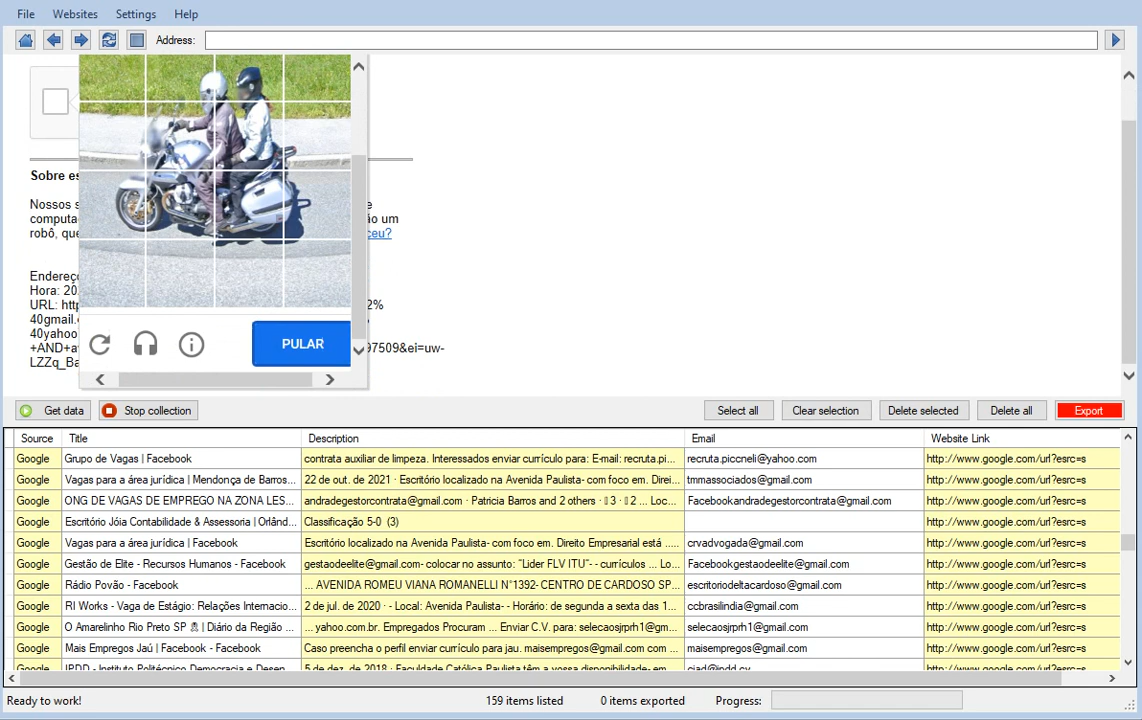 File Websites Settings Help
Address:
Sobre es
Nossos s e
computa ão um
robô, que ceu?
Endereço
Hora: 20
URL: http 2%
40gmail.
40yahoo
+AND+a 97509&ei=uw-
LZZq_Ba
PULAR
Get data Stop collection Select all Clear selection Delete selected Delete all Export
Source Title Description Email Website Link
Google Grupo de Vagas | Facebook contrata auxiliar de limpeza. Interessados enviar currículo para: E-mail: recruta.pi... recruta.piccneli@yahoo.com http://www.google.com/url?esrc=s
Google Vagas para a área jurídica | Mendonça de Barros... 22 de out. de 2021 · Escritório localizado na Avenida Paulista- com foco em. Direi... tmmassociados@gmail.com http://www.google.com/url?esrc=s
Google ONG DE VAGAS DE EMPREGO NA ZONA LES... andradegestorcontrata@gmail.com · Patricia Barros and 2 others · 3 · 2 ... Loc... Facebookandradegestorcontrata@gmail.com http://www.google.com/url?esrc=s
Google Escritório Jóia Contabilidade & Assessoria | Orlând... Classificação 5-0 (3) http://www.google.com/url?esrc=s
Google Vagas para a área jurídica | Facebook Escritório localizado na Avenida Paulista- com foco em. Direito Empresarial está ..... crvadvogada@gmail.com http://www.google.com/url?esrc=s
Google Gestão de Elite - Recursos Humanos - Facebook gestaodeelite@gmail.com- colocar no assunto: "Lider FLV ITU"- - currículos ... Lo... Facebookgestaodeelite@gmail.com http://www.google.com/url?esrc=s
Google Rádio Povão - Facebook ... AVENIDA ROMEU VIANA ROMANELLI N°1392- CENTRO DE CARDOSO SP... escritoriodeltacardoso@gmail.com http://www.google.com/url?esrc=s
Google RI Works - Vaga de Estágio: Relações Internacio... 2 de jul. de 2020 · - Local: Avenida Paulista- - Horário: de segunda a sexta das 1... ccbrasilindia@gmail.com http://www.google.com/url?esrc=s
Google O Amarelinho Rio Preto SP | Diário da Região ... ... yahoo.com.br. Empregados Procuram ... Enviar C.V. para: selecaosjrprh1@gm... selecaosjrprh1@gmail.com http://www.google.com/url?esrc=s
Google Mais Empregos Jaú | Facebook - Facebook Caso preencha o perfil enviar currículo para jau. maisempregos@gmail.com com ... maisempregos@gmail.com http://www.google.com/url?esrc=s
Google IPDD - Instituto Politécnico Democracia e Desen... 5 de dez. de 2018 · Faculdade Católica Paulista têm a vossa disponibilidade- em... http://www.google.com/url?esrc=s
Ready to work! 159 items listed 0 items exported Progress: